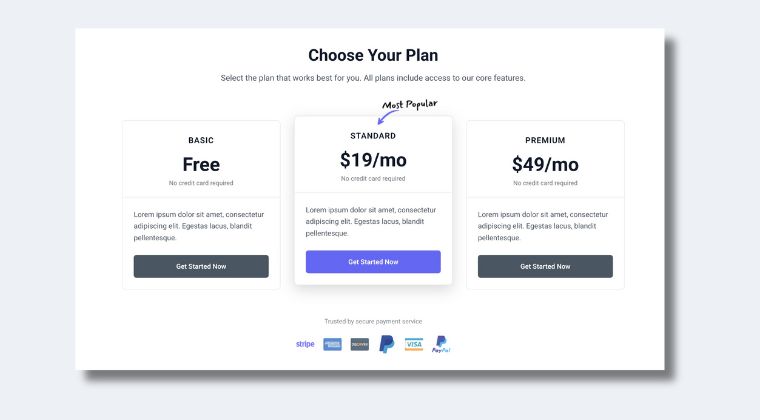 Choose Your Plan
Select the plan that works best for you. All plans include access to our core features.
Most Popular
BASIC
Free
No credit card required
Lorem ipsum dolor sit amet, consectetur
adipiscing elit. Egestas lacus, blandit
pellentesque.
Get Started Now
STANDARD
$19/mo
No credit card required
Lorem ipsum dolor sit amet, consectetur
adipiscing elit. Egestas lacus, blandit
pellentesque.
Get Started Now
PREMIUM
$49/mo
No credit card required
Lorem ipsum dolor sit amet, consectetur
adipiscing elit. Egestas lacus, blandit
pellentesque.
Get Started Now
Trusted by secure payment service
stripe
AMERICAN EXPRESS
DISCOVER
VISA
PayPal